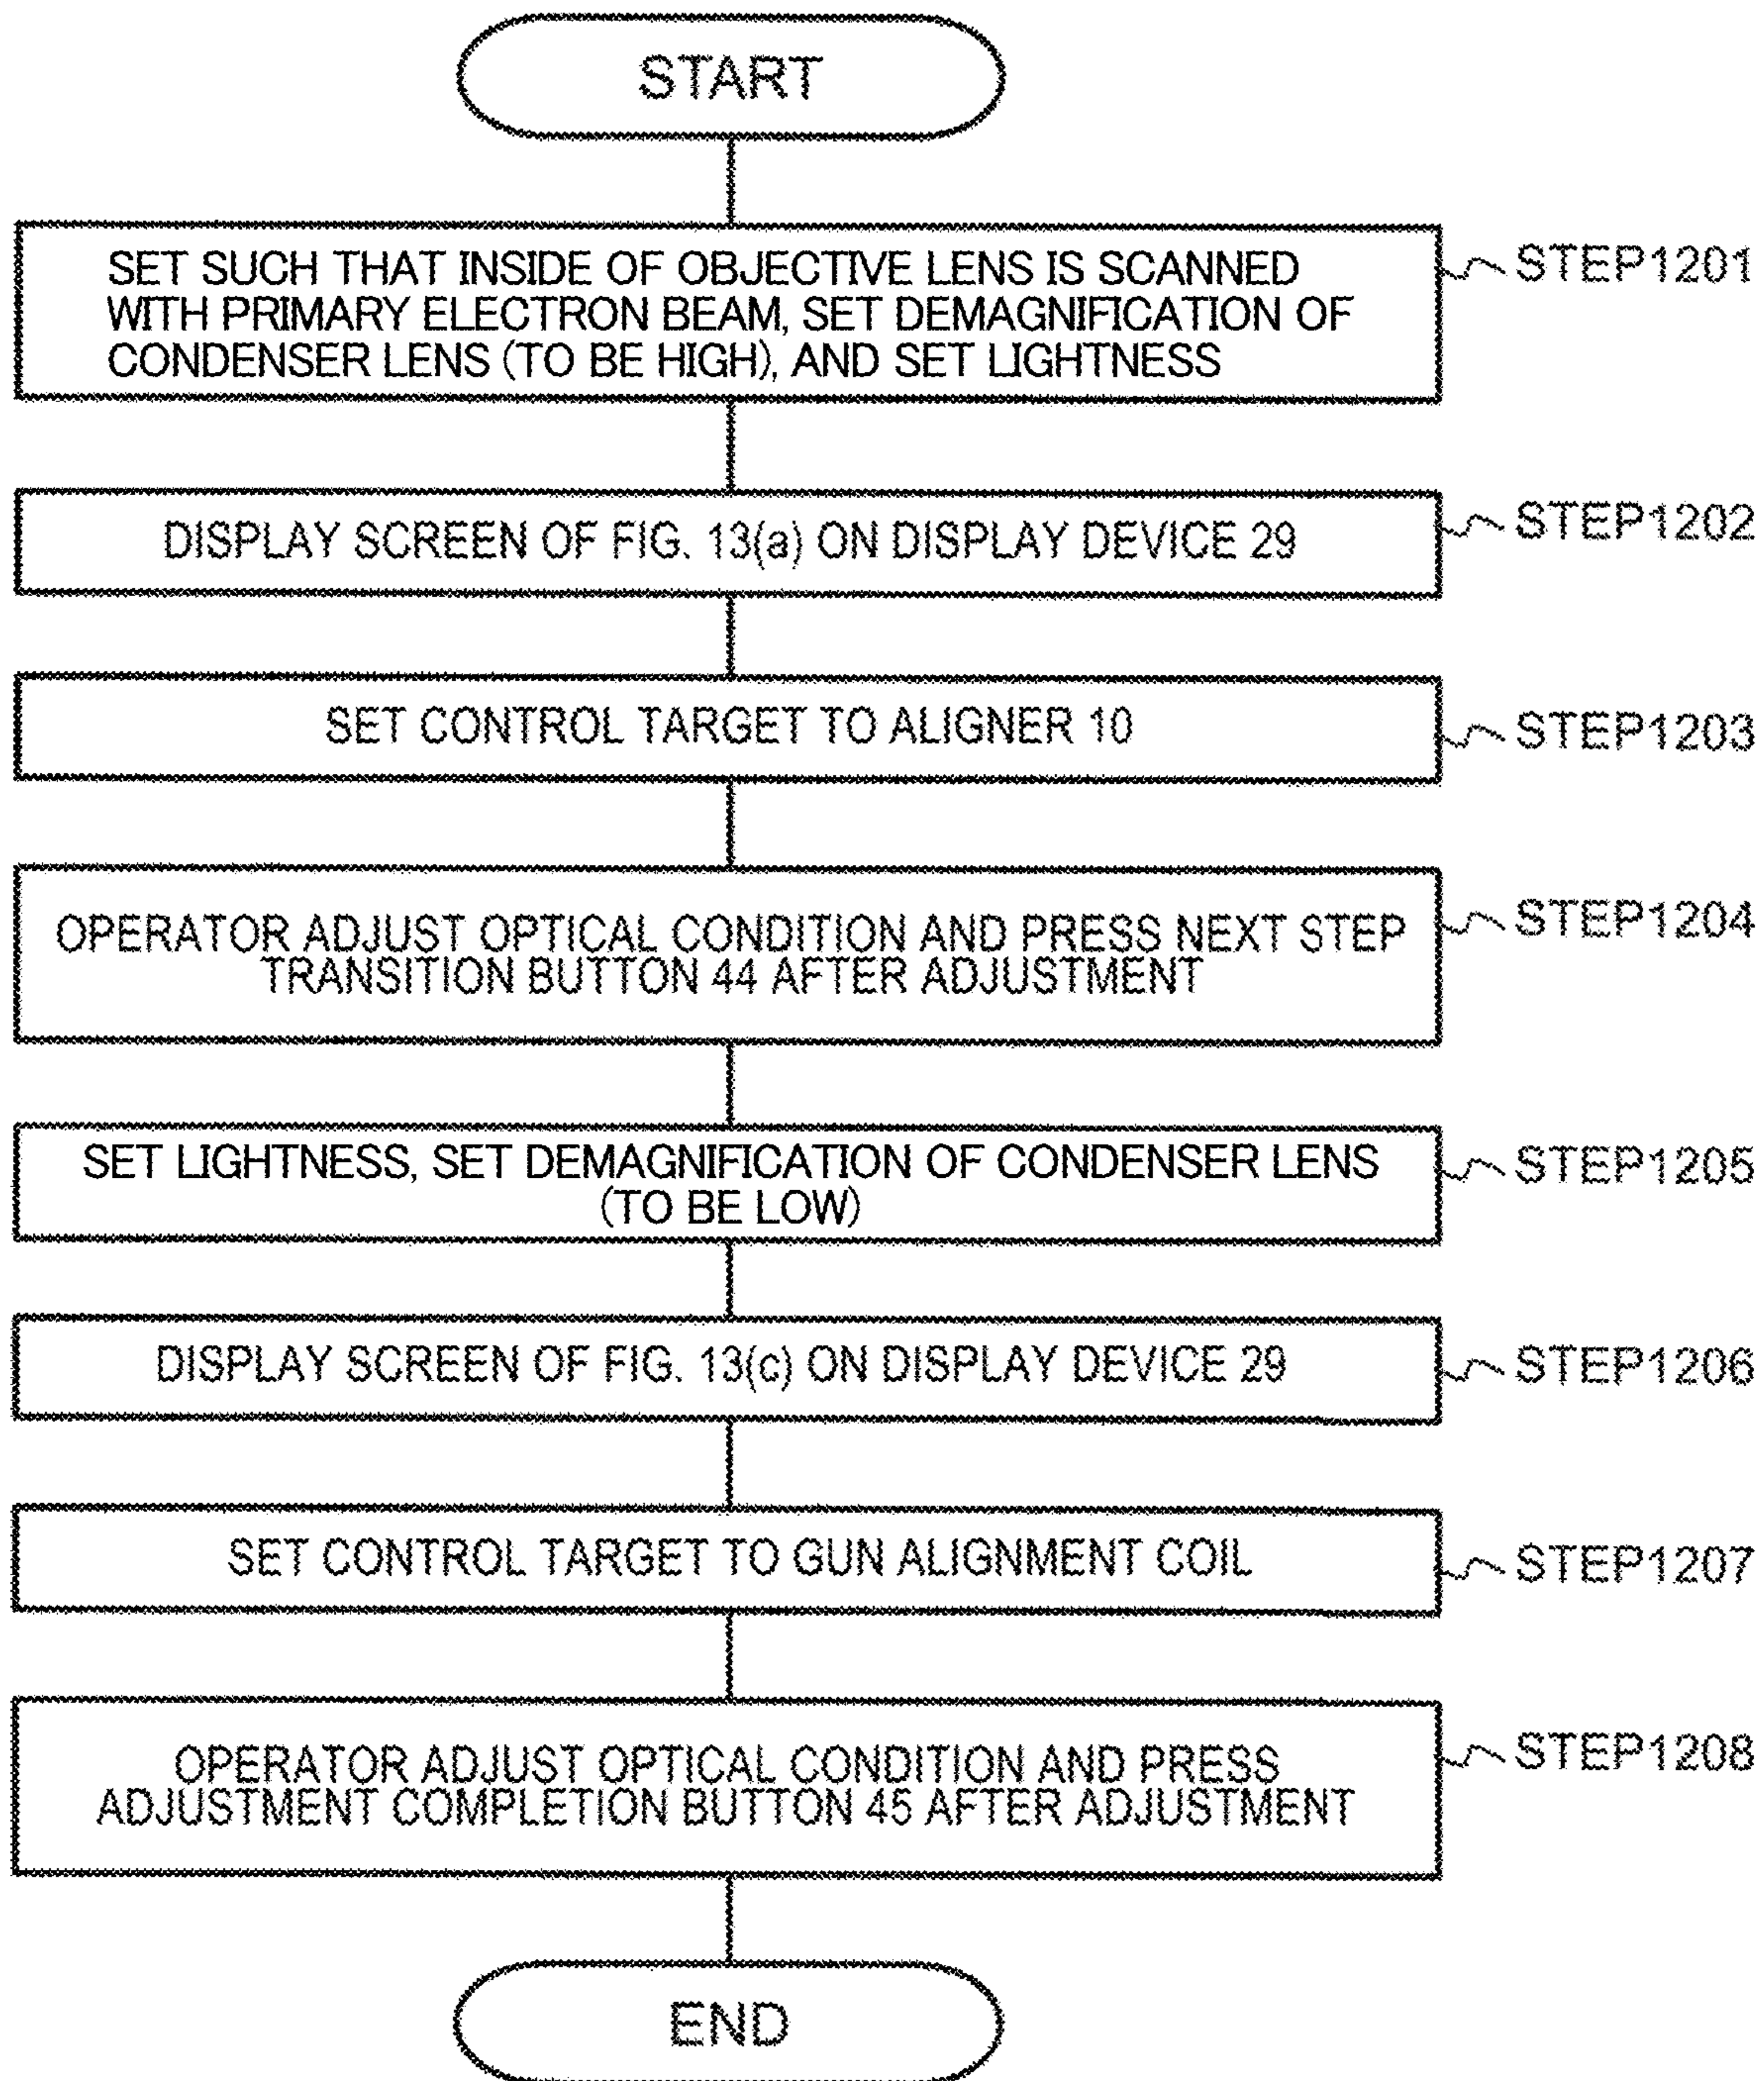 START
SET SUCH THAT INSIDE OF OBJECTIVE LENS IS SCANNED
WITH PRIMARY ELECTRON BEAM, SET DEMAGNIFICATION OF
CONDENSER LENS (TO BE HIGH), AND SET LIGHTNESS
STEP1201
DISPLAY SCREEN OF FIG. 13(a) ON DISPLAY DEVICE 29
STEP1202
SET CONTROL TARGET TO ALIGNER 10
STEP1203
OPERATOR ADJUST OPTICAL CONDITION AND PRESS NEXT STEP
TRANSITION BUTTON 44 AFTER ADJUSTMENT
STEP1204
SET LIGHTNESS, SET DEMAGNIFICATION OF CONDENSER LENS
(TO BE LOW)
STEP1205
DISPLAY SCREEN OF FIG. 13(c) ON DISPLAY DEVICE 29
STEP1206
SET CONTROL TARGET TO GUN ALIGNMENT COIL
STEP1207
OPERATOR ADJUST OPTICAL CONDITION AND PRESS
ADJUSTMENT COMPLETION BUTTON 45 AFTER ADJUSTMENT
STEP1208
END